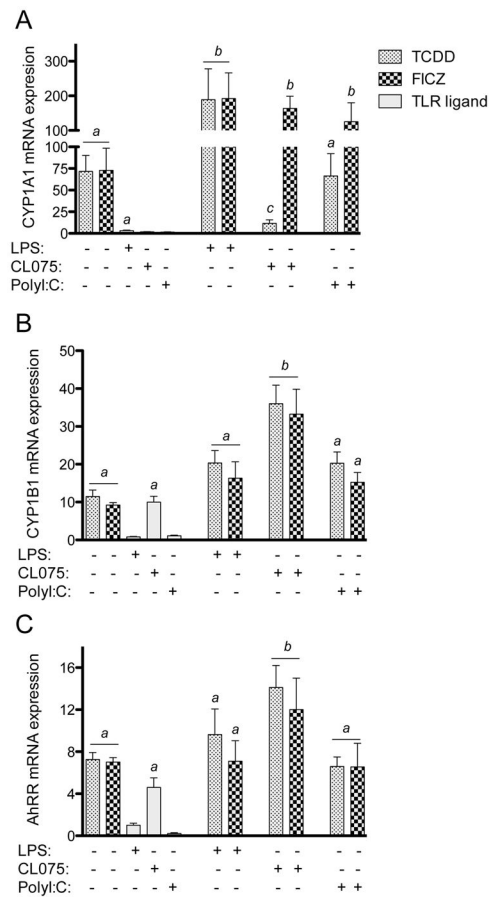 A
CYP1A1 mRNA expresion
300
200
100
75
50
25
0
TCDD
FICZ
TLR ligand
a a b c b a b
LPS: - - + - - + + - - - -
CL075: - - - + - - - + + - -
PolyI:C: - - - - + - - - - + +
B
CYP1B1 mRNA expression
50
40
30
20
10
0
a a a b a a
LPS: - - + - - + + - - - -
CL075: - - - + - - - + + - -
PolyI:C: - - - - + - - - - + +
C
AhRR mRNA expression
16
12
8
4
0
a a a a b a
LPS: - - + - - + + - - - -
CL075: - - - + - - - + + - -
PolyI:C: - - - - + - - - - + +